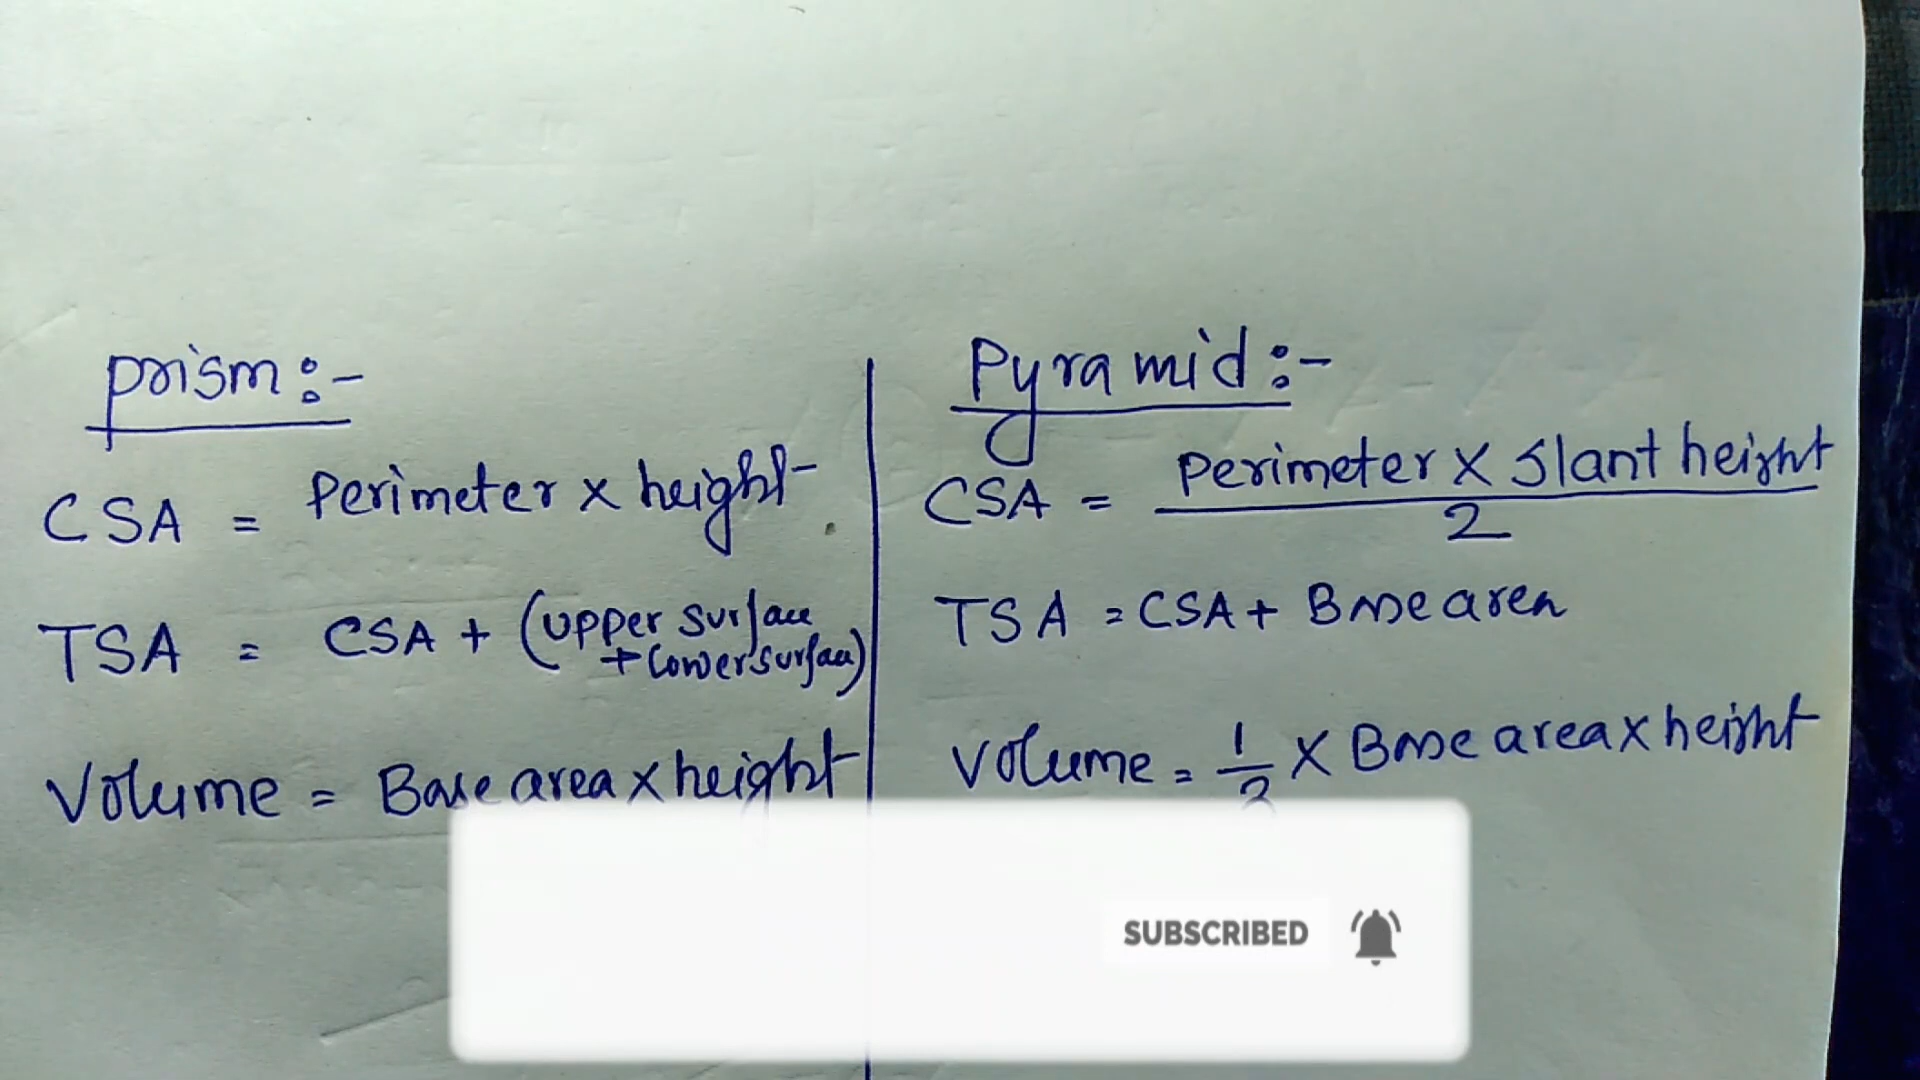 Prism :-
CSA = Perimeter x height
TSA = CSA + (Upper surface
+ Lower surface)
Volume = Base area x height
Pyramid :-
CSA = Perimeter X Slant height
2
TSA = CSA + Base area
Volume = 1 X Base area x height
SUBSCRIBED